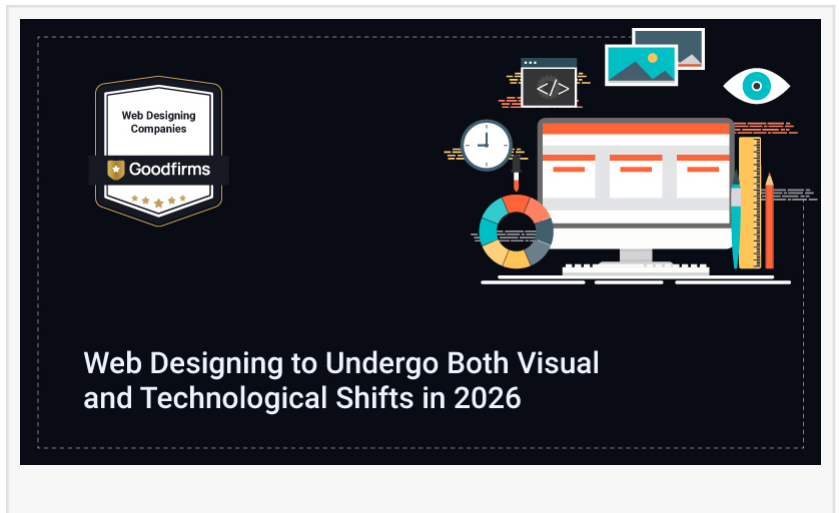 Web Designing
Companies
Goodfirms
</>
Web Designing to Undergo Both Visual
and Technological Shifts in 2026